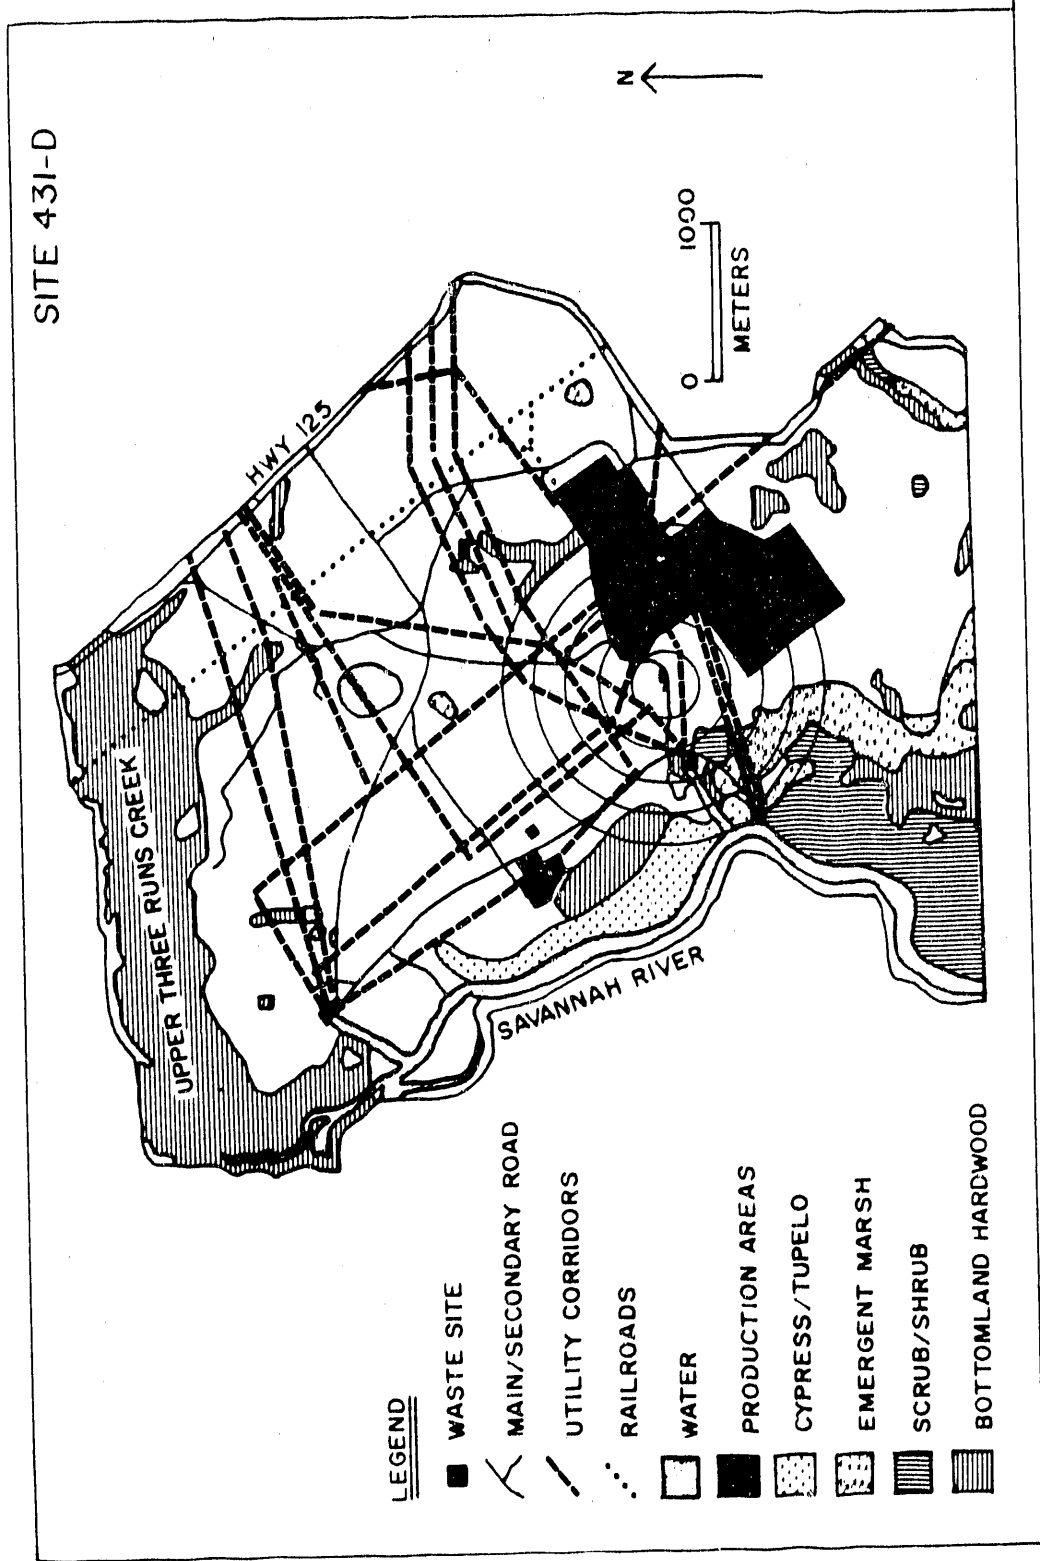 SITE 431-D
N
HWY 125
UPPER THREE RUNS CREEK
SAVANNAH RIVER
0 1000
METERS
LEGEND
WASTE SITE
MAIN/SECONDARY ROAD
UTILITY CORRIDORS
RAILROADS
WATER
PRODUCTION AREAS
CYPRESS/TUPELO
EMERGENT MARSH
SCRUB/SHRUB
BOTTOMLAND HARDWOOD